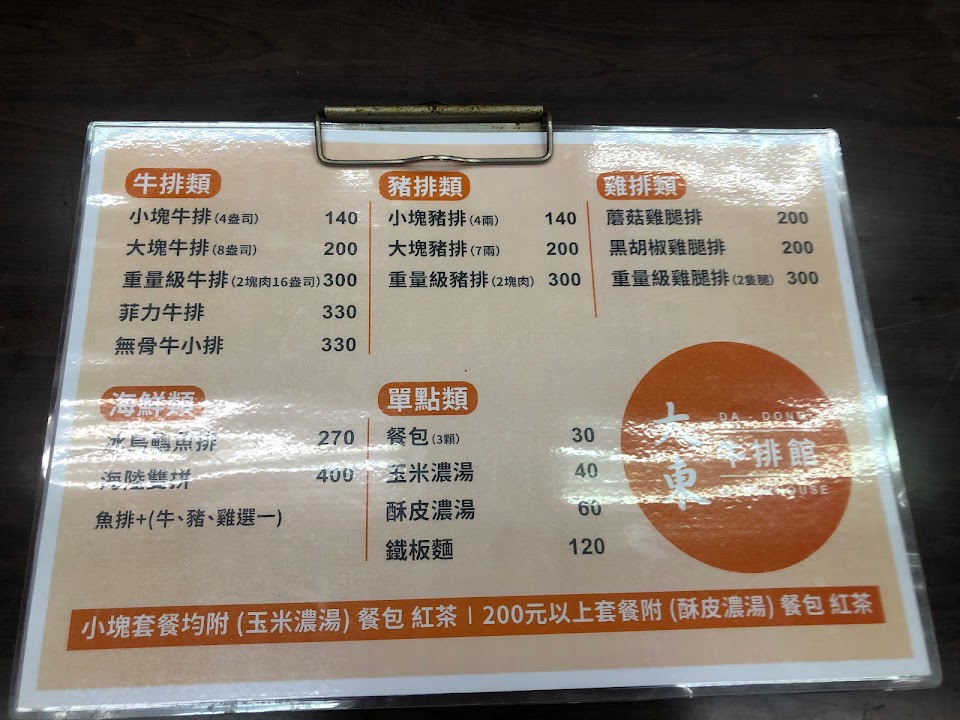 牛排類
小塊牛排(4盎司) 140
大塊牛排(8盎司) 200
重量級牛排(2塊肉16盎司) 300
菲力牛排 330
無骨牛小排 330
豬排類
小塊豬排(4兩) 140
大塊豬排(7兩) 200
重量級豬排(2塊肉) 300
雞排類
蘑菇雞腿排 200
黑胡椒雞腿排 200
重量級雞腿排(2隻腿) 300
海鮮類
冰島鱈魚排 270
海陸雙拼 400
魚排+(牛、豬、雞選一)
單點類
餐包(3顆) 30
玉米濃湯 40
酥皮濃湯 60
鐵板麵 120
大東
DA - DONG
牛排館
小塊套餐均附 (玉米濃湯) 餐包 紅茶 | 200元以上套餐附 (酥皮濃湯) 餐包 紅茶